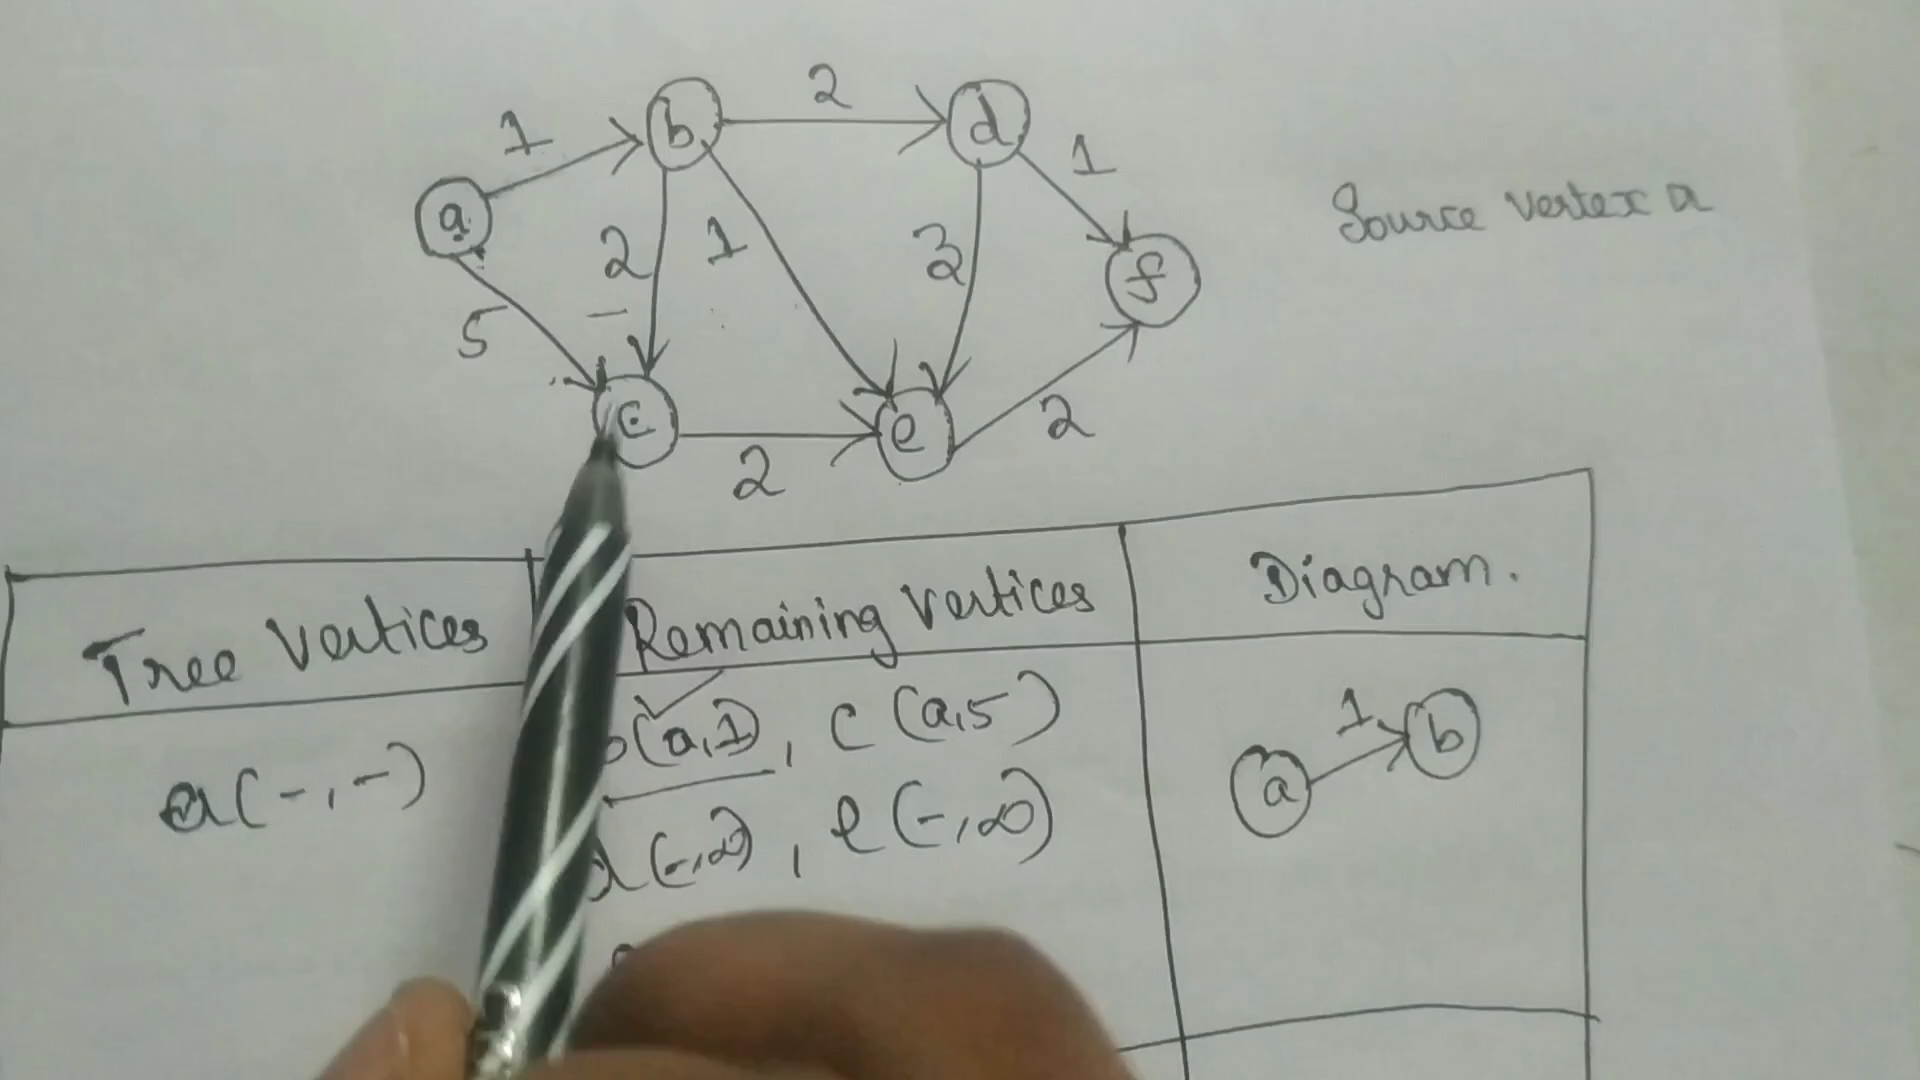 1
b
2
d
1
a
2
1
3
f
Source vertex a
5
c
2
e
2
Tree Vertices
Remaining Vertices
Diagram.
a(-,-)
(a,1), c(a,5)
(-,∞), e(-,∞)
a
1
b